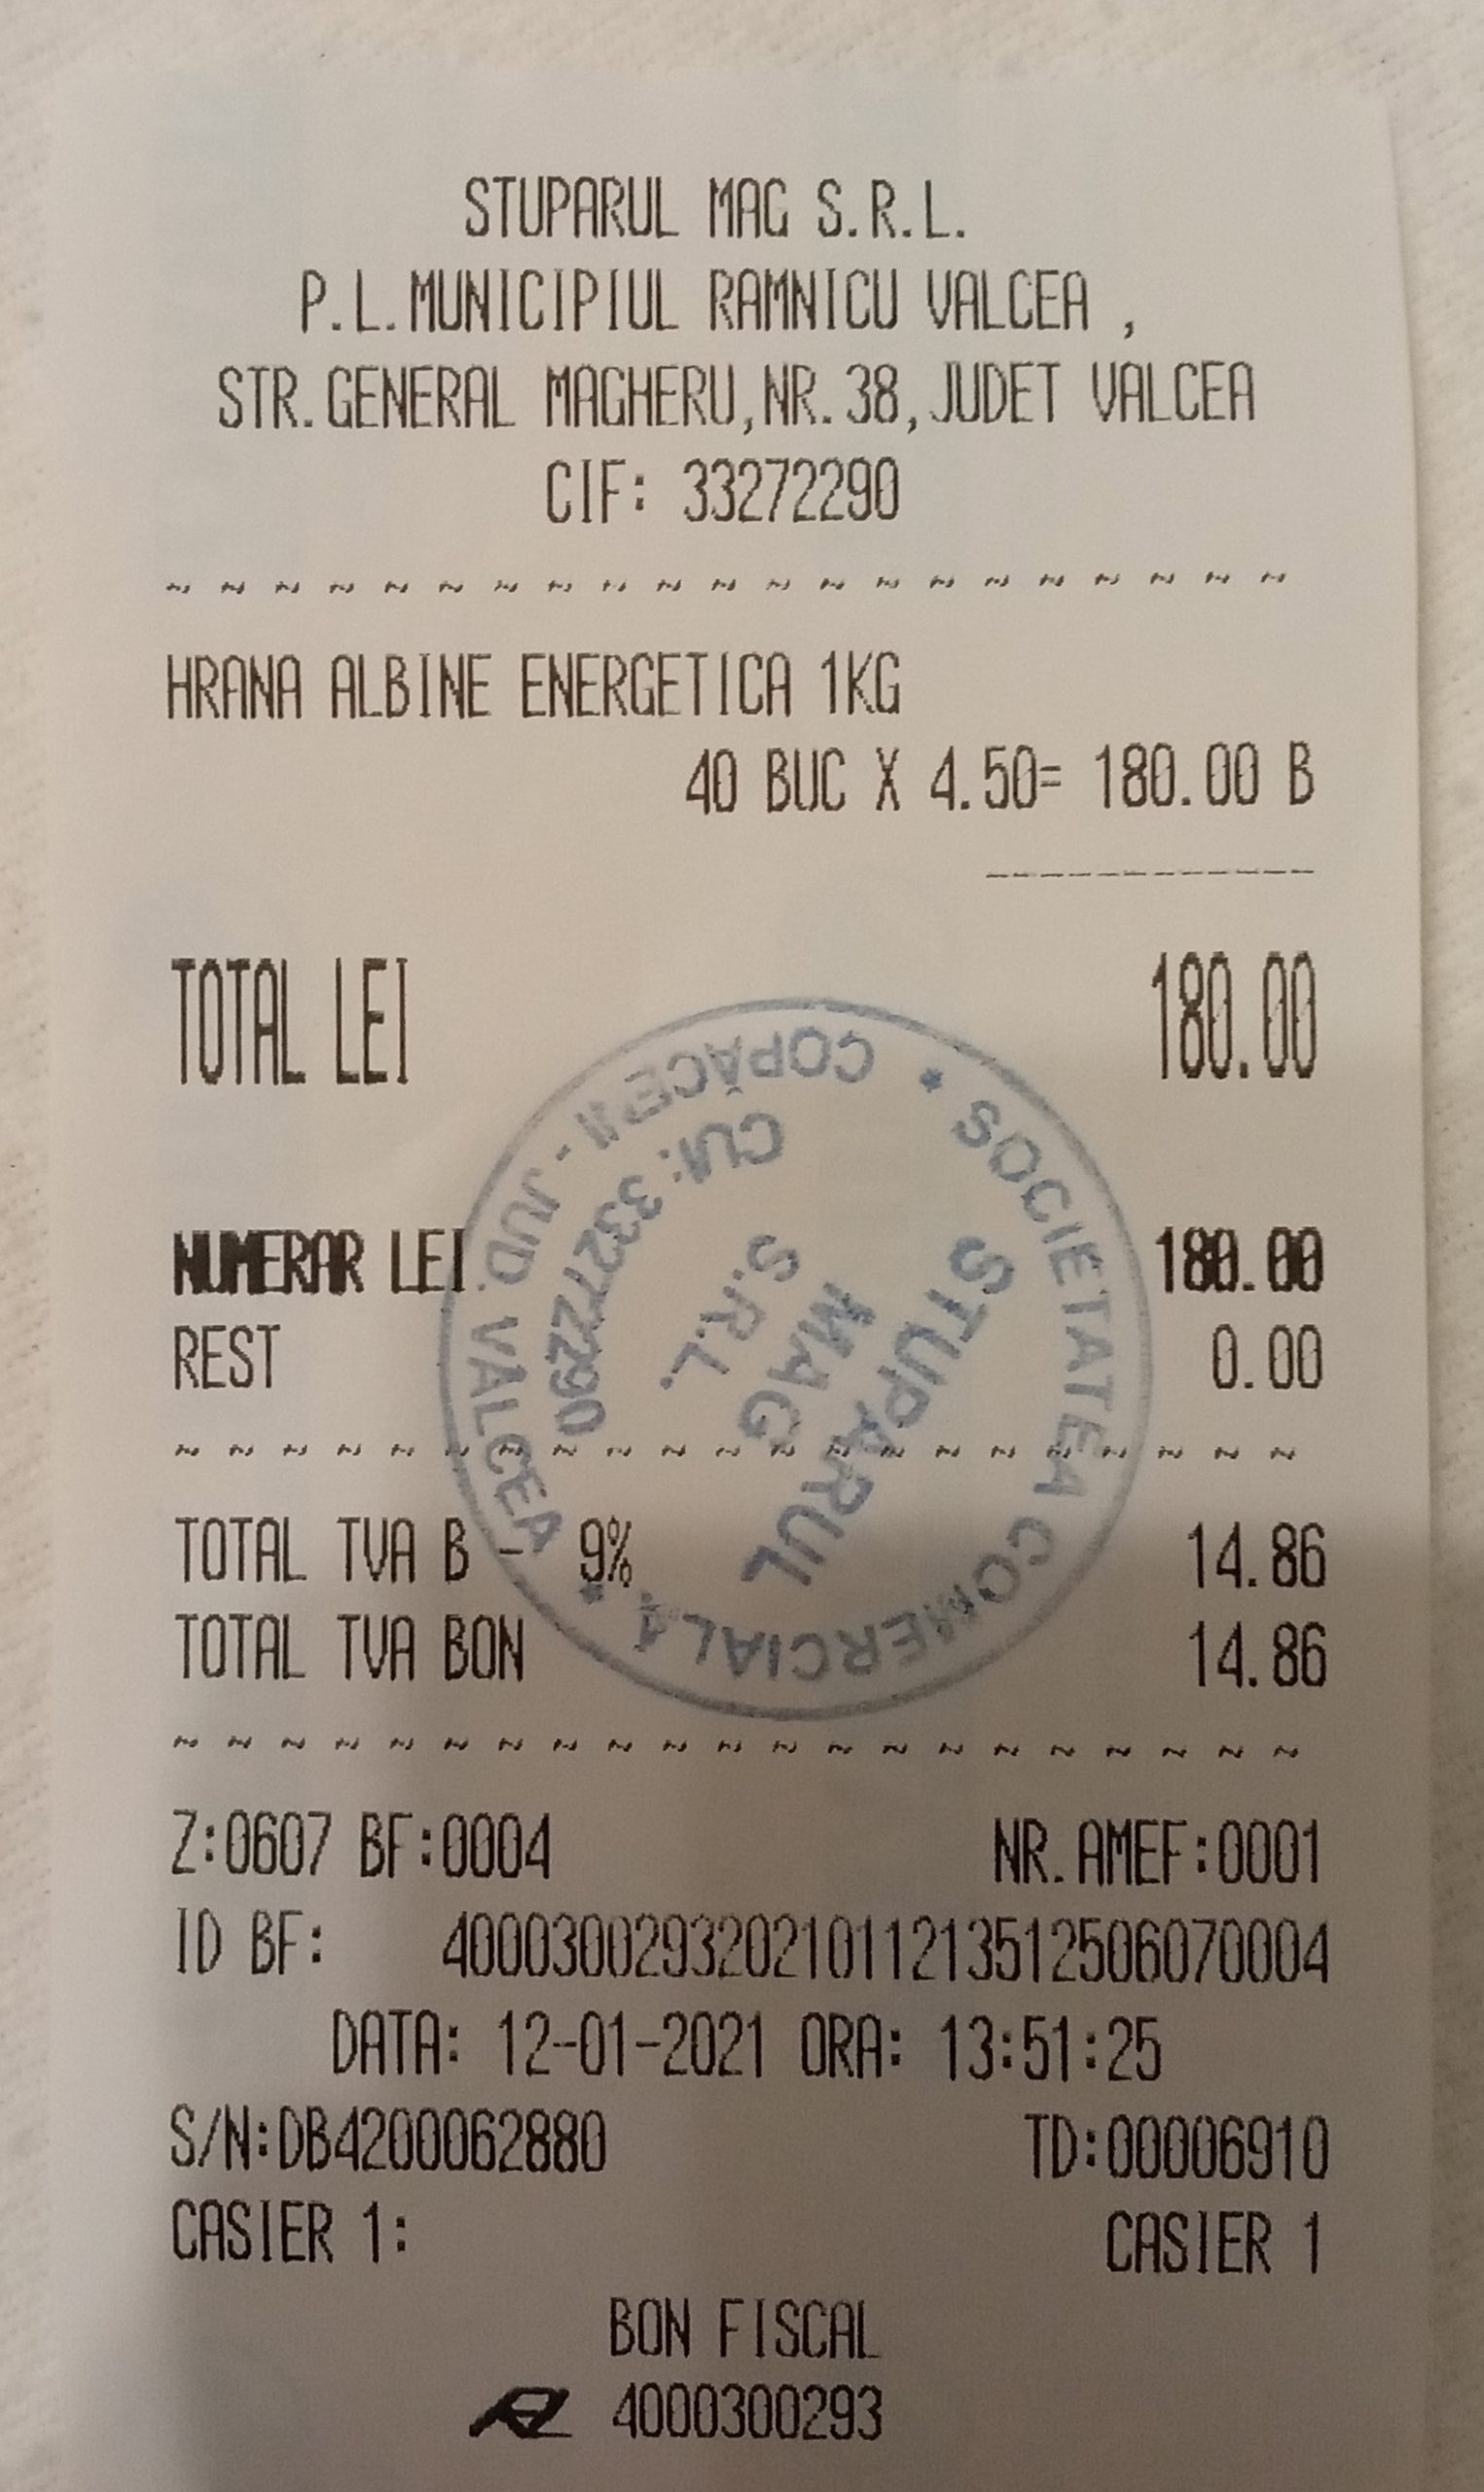 STUPARUL MAG S.R.L.
P.L.MUNICIPIUL RAMNICU VALCEA ,
STR.GENERAL MAGHERU,NR.38,JUDET VALCEA
CIF: 33272290
~ ~ ~ ~ ~ ~ ~ ~ ~ ~ ~ ~ ~ ~ ~ ~ ~ ~ ~ ~ ~
HRANA ALBINE ENERGETICA 1KG
40 BUC X 4.50= 180.00 B
------------
TOTAL LEI 180.00
NUMERAR LEI 180.00
REST 0.00
~ ~ ~ ~ ~ ~ ~ ~ ~ ~ ~ ~ ~ ~ ~ ~ ~ ~ ~ ~ ~
TOTAL TVA B - 9% 14.86
TOTAL TVA BON 14.86
~ ~ ~ ~ ~ ~ ~ ~ ~ ~ ~ ~ ~ ~ ~ ~ ~ ~ ~ ~ ~
Z:0607 BF:0004 NR.AMEF:0001
ID BF: 40003002932021011213512506070004
DATA: 12-01-2021 ORA: 13:51:25
S/N:DB4200062880 TD:00006910
CASIER 1: CASIER 1
BON FISCAL
4000300293
* SOCIETATEA COMERCIALĂ *
COPĂCENI - JUD. VÂLCEA
STUPARUL
MAG
S.R.L.
CUI: 33272290